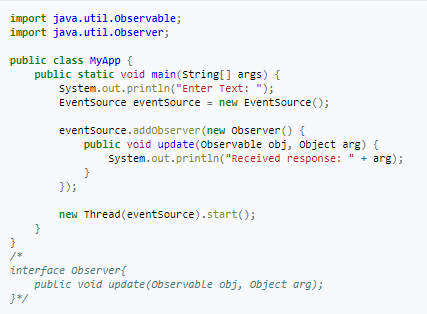 import java.util.Observable;
import java.util.Observer;

public class MyApp {
    public static void main(String[] args) {
        System.out.println("Enter Text: ");
        EventSource eventSource = new EventSource();

        eventSource.addObserver(new Observer() {
            public void update(Observable obj, Object arg) {
                System.out.println("Received response: " + arg);
            }
        });

        new Thread(eventSource).start();
    }
}
/*
interface Observer{
    public void update(Observable obj, Object arg);
}*/